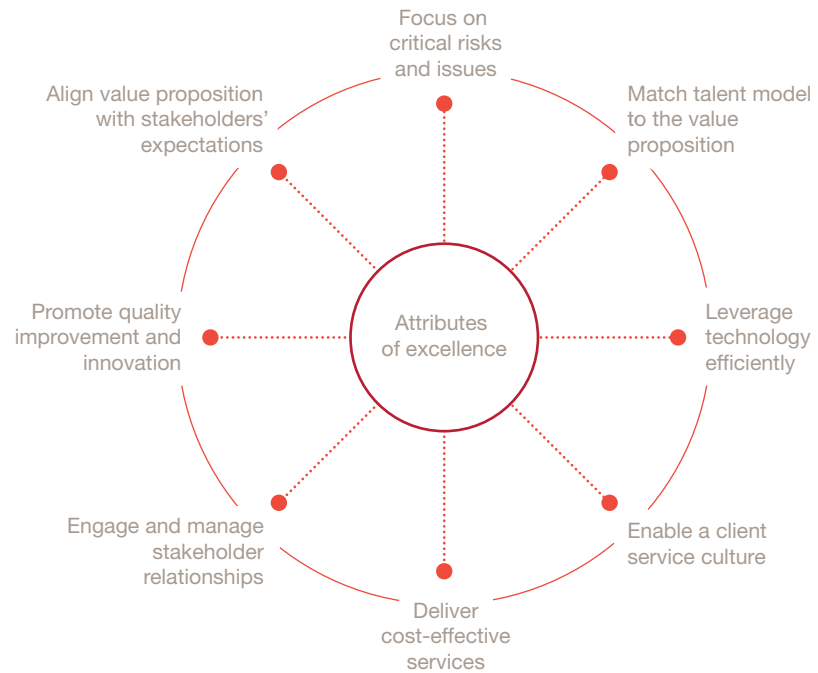 Focus on
critical risks
and issues
Match talent model
to the value
proposition
Leverage
technology
efficiently
Enable a client
service culture
Deliver
cost-effective
services
Engage and manage
stakeholder
relationships
Promote quality
improvement and
innovation
Align value proposition
with stakeholders’
expectations
Attributes
of excellence